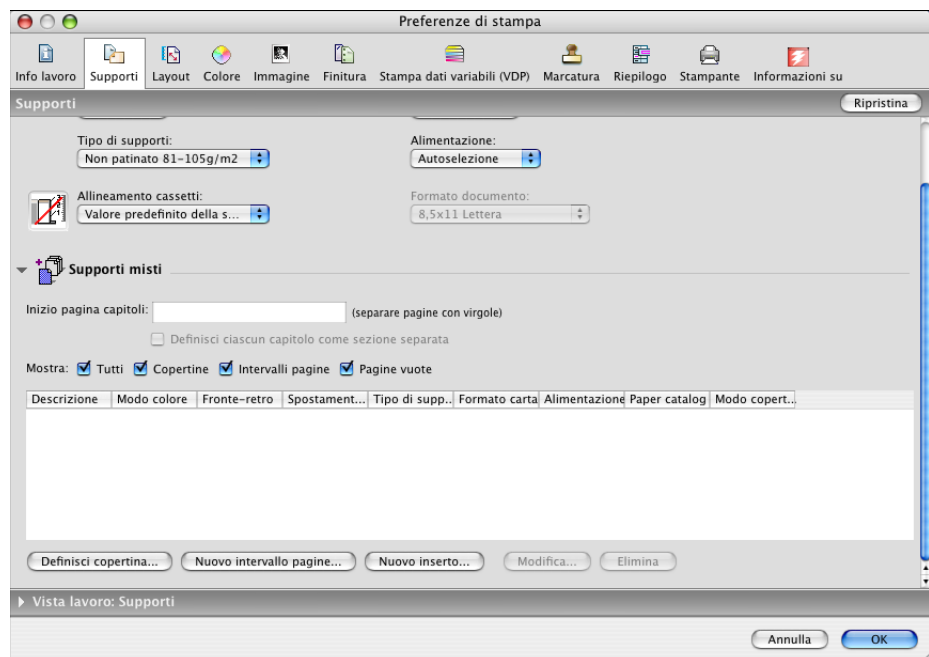 Preferenze di stampa
Info lavoro Supporti Layout Colore Immagine Finitura Stampa dati variabili (VDP) Marcatura Riepilogo Stampante Informazioni su
Supporti Ripristina
Tipo di supporti: Alimentazione:
Non patinato 81-105g/m2 Autoselezione
Allineamento cassetti: Formato documento:
Valore predefinito della s... 8,5x11 Lettera
Supporti misti
Inizio pagina capitoli: (separare pagine con virgole)
Definisci ciascun capitolo come sezione separata
Mostra: Tutti Copertine Intervalli pagine Pagine vuote
Descrizione Modo colore Fronte-retro Spostament... Tipo di supp.. Formato carta Alimentazione Paper catalog Modo copert...
Definisci copertina... Nuovo intervallo pagine... Nuovo inserto... Modifica... Elimina
Vista lavoro: Supporti
Annulla OK